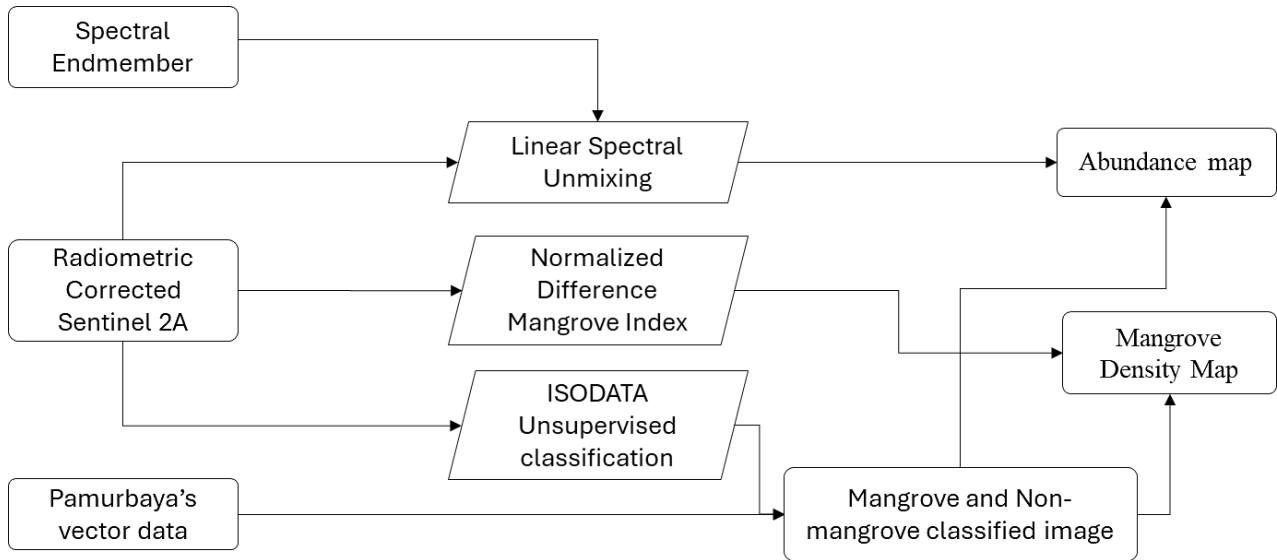 Spectral
Endmember
Linear Spectral
Unmixing
Abundance map
Radiometric
Corrected
Sentinel 2A
Normalized
Difference
Mangrove Index
Mangrove
Density Map
ISODATA
Unsupervised
classification
Pamurbaya’s
vector data
Mangrove and Non-
mangrove classified image